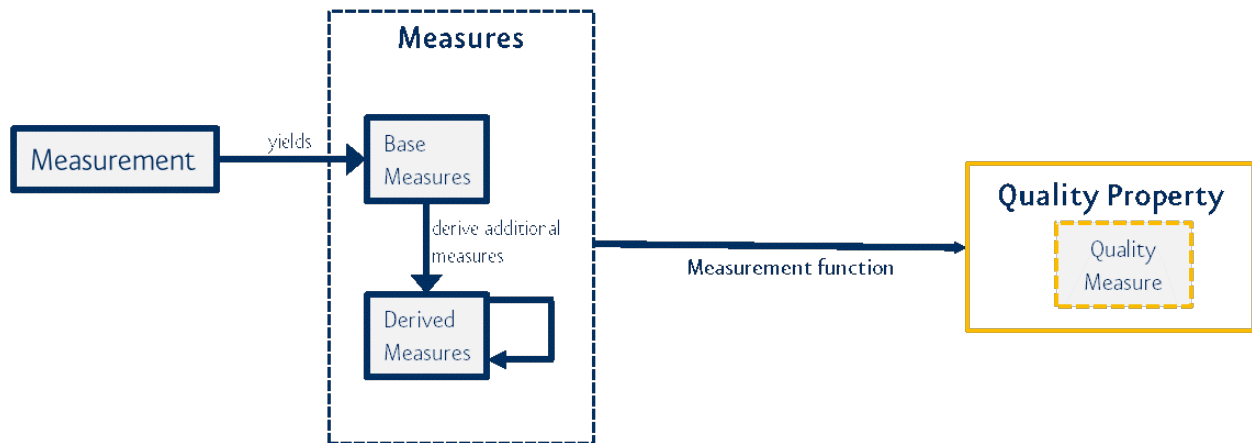 Measures
Measurement
yields
Base
Measures
derive additional
measures
Derived
Measures
Measurement function
Quality Property
Quality
Measure